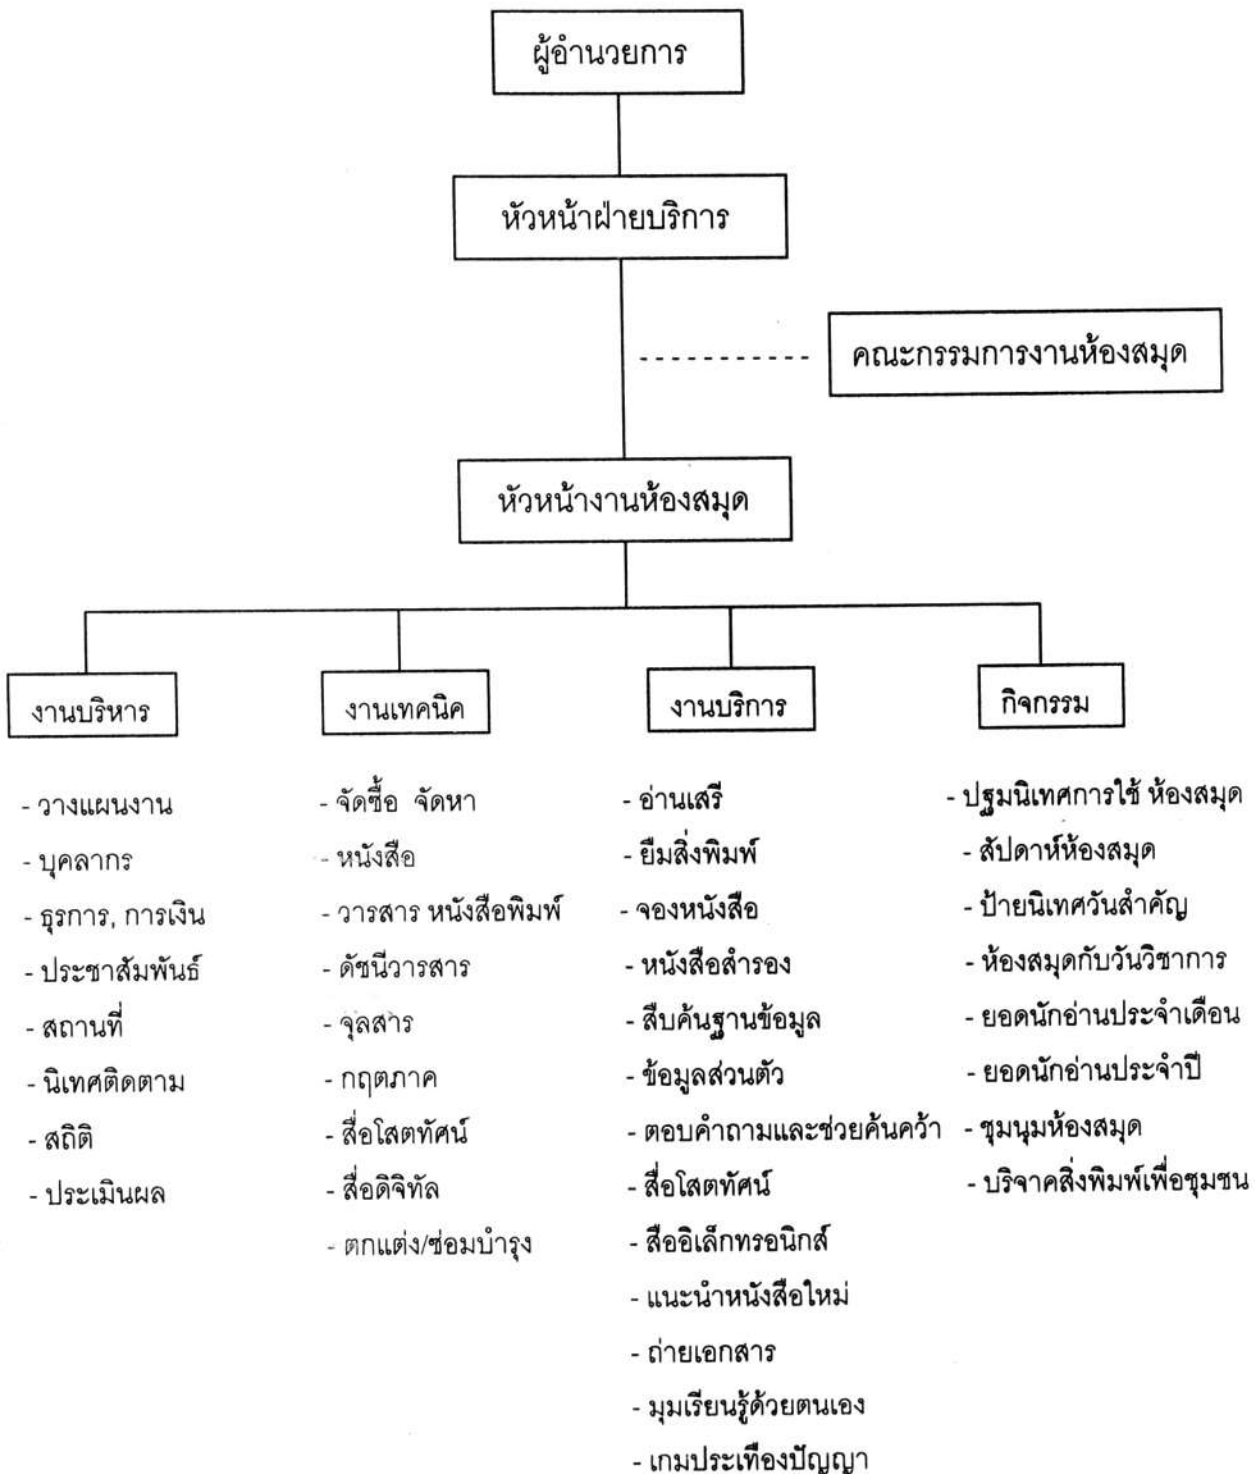 ผู้อำนวยการ
หัวหน้าฝ่ายบริการ
คณะกรรมการงานห้องสมุด
หัวหน้างานห้องสมุด
งานบริหาร
- วางแผนงาน
- บุคลากร
- ธุรการ, การเงิน
- ประชาสัมพันธ์
- สถานที่
- นิเทศติดตาม
- สถิติ
- ประเมินผล
งานเทคนิค
- จัดซื้อ จัดหา
- หนังสือ
- วารสาร หนังสือพิมพ์
- ดัชนีวารสาร
- จุลสาร
- กฤตภาค
- สื่อโสตทัศน์
- สื่อดิจิทัล
- ตกแต่ง/ซ่อมบำรุง
งานบริการ
- อ่านเสรี
- ยืมสิ่งพิมพ์
- จองหนังสือ
- หนังสือสำรอง
- สืบค้นฐานข้อมูล
- ข้อมูลส่วนตัว
- ตอบคำถามและช่วยค้นคว้า
- สื่อโสตทัศน์
- สืออิเล็กทรอนิกส์
- แนะนำหนังสือใหม่
- ถ่ายเอกสาร
- มุมเรียนรู้ด้วยตนเอง
- เกมประเทืองปัญญา
กิจกรรม
- ปฐมนิเทศการใช้ ห้องสมุด
- สัปดาห์ห้องสมุด
- ป้ายนิเทศวันสำคัญ
- ห้องสมุดกับวันวิชาการ
- ยอดนักอ่านประจำเดือน
- ยอดนักอ่านประจำปี
- ชุมนุมห้องสมุด
- บริจาคสิ่งพิมพ์เพื่อชุมชน